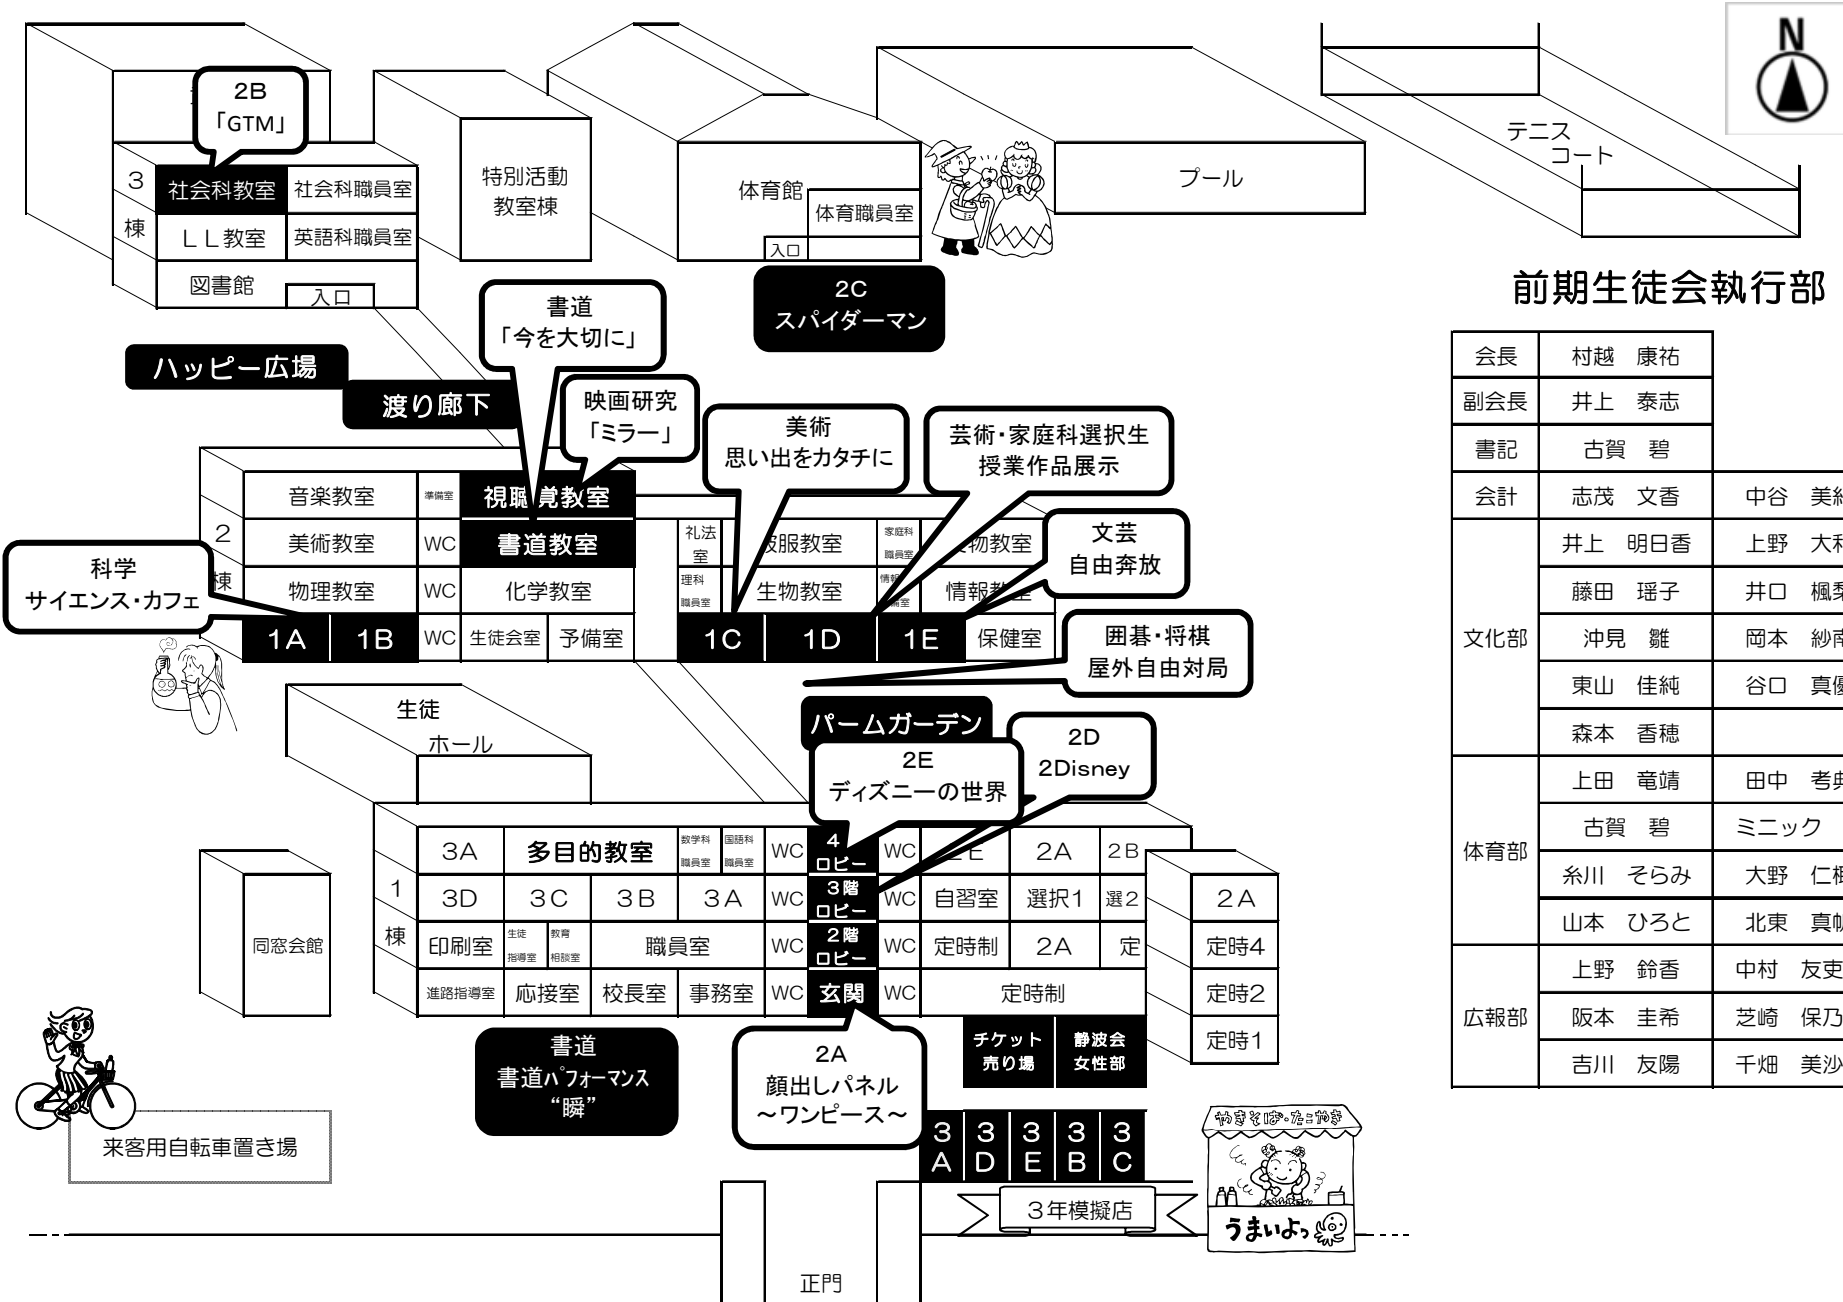 N
2B
「GTM」
3
棟
社会科教室
社会科職員室
LL教室
英語科職員室
図書館
入口
特別活動
教室棟
体育館
体育職員室
入口
プール
テニス
コート
2C
スパイダーマン
ハッピー広場
渡り廊下
書道
「今を大切に」
映画研究
「ミラー」
美術
思い出をカタチに
芸術・家庭科選択生
授業作品展示
文芸
自由奔放
囲碁・将棋
屋外自由対局
科学
サイエンス・カフェ
2
棟
音楽教室
準備室
視聴覚教室
美術教室
WC
書道教室
礼法
室
被服教室
家庭科
職員室
物教室
物理教室
WC
化学教室
理科
職員室
生物教室
情報教室
1A
1B
WC
生徒会室
予備室
1C
1D
1E
保健室
生徒
ホール
パームガーデン
2E
ディズニーの世界
2D
2Disney
1
棟
3A
多目的教室
数学科
職員室
国語科
職員室
WC
4
ロビー
WC
2E
2A
2B
3D
3C
3B
3A
WC
3階
ロビー
WC
自習室
選択1
選2
2A
印刷室
生徒
指導室
教育
相談室
職員室
WC
2階
ロビー
WC
定時制
2A
定
定時4
進路指導室
応接室
校長室
事務室
WC
玄関
WC
定時制
定時2
定時1
同窓会館
書道
書道パフォーマンス
“瞬”
2A
顔出しパネル
～ワンピース～
チケット
売り場
静波会
女性部
3A
3D
3E
3B
3C
3年模擬店
やきそば・たこやき
うまいよっ
来客用自転車置き場
正門
前期生徒会執行部
会長 村越 康祐
副会長 井上 泰志
書記 古賀 碧
会計 志茂 文香 中谷 美
文化部
井上 明日香 上野 大
藤田 瑶子 井口 楓
沖見 雛 岡本 紗
東山 佳純 谷口 真
森本 香穂
体育部
上田 竜靖 田中 考
古賀 碧 ミニック
糸川 そらみ 大野 仁
山本 ひろと 北東 真
広報部
上野 鈴香 中村 友
阪本 圭希 芝崎 保乃
吉川 友陽 千畑 美沙